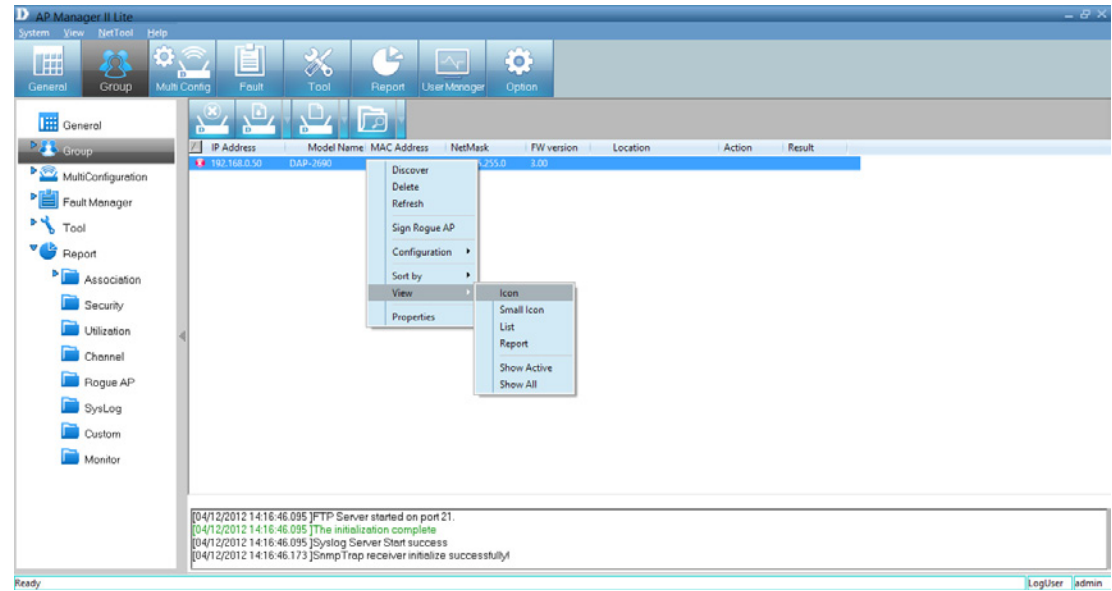 D AP Manager II Lite
System View NetTool Help
General Group Multi Config Fault Tool Report User Manager Option
General
Group
MultiConfiguration
Fault Manager
Tool
Report
Association
Security
Utilization
Channel
Rogue AP
SysLog
Custom
Monitor
IP Address Model Name MAC Address NetMask FW version Location Action Result
192.168.0.50 DAP-2690 .255.0 3.00
Discover
Delete
Refresh
Sign Rogue AP
Configuration
Sort by
View
Properties
Icon
Small Icon
List
Report
Show Active
Show All
[04/12/2012 14:16:46.095 ]FTP Server started on port 21.
[04/12/2012 14:16:46.095 ]The initialization complete
[04/12/2012 14:16:46.095 ]Syslog Server Start success
[04/12/2012 14:16:46.173 ]SnmpTrap receiver initialize successfully!
Ready LogUser admin